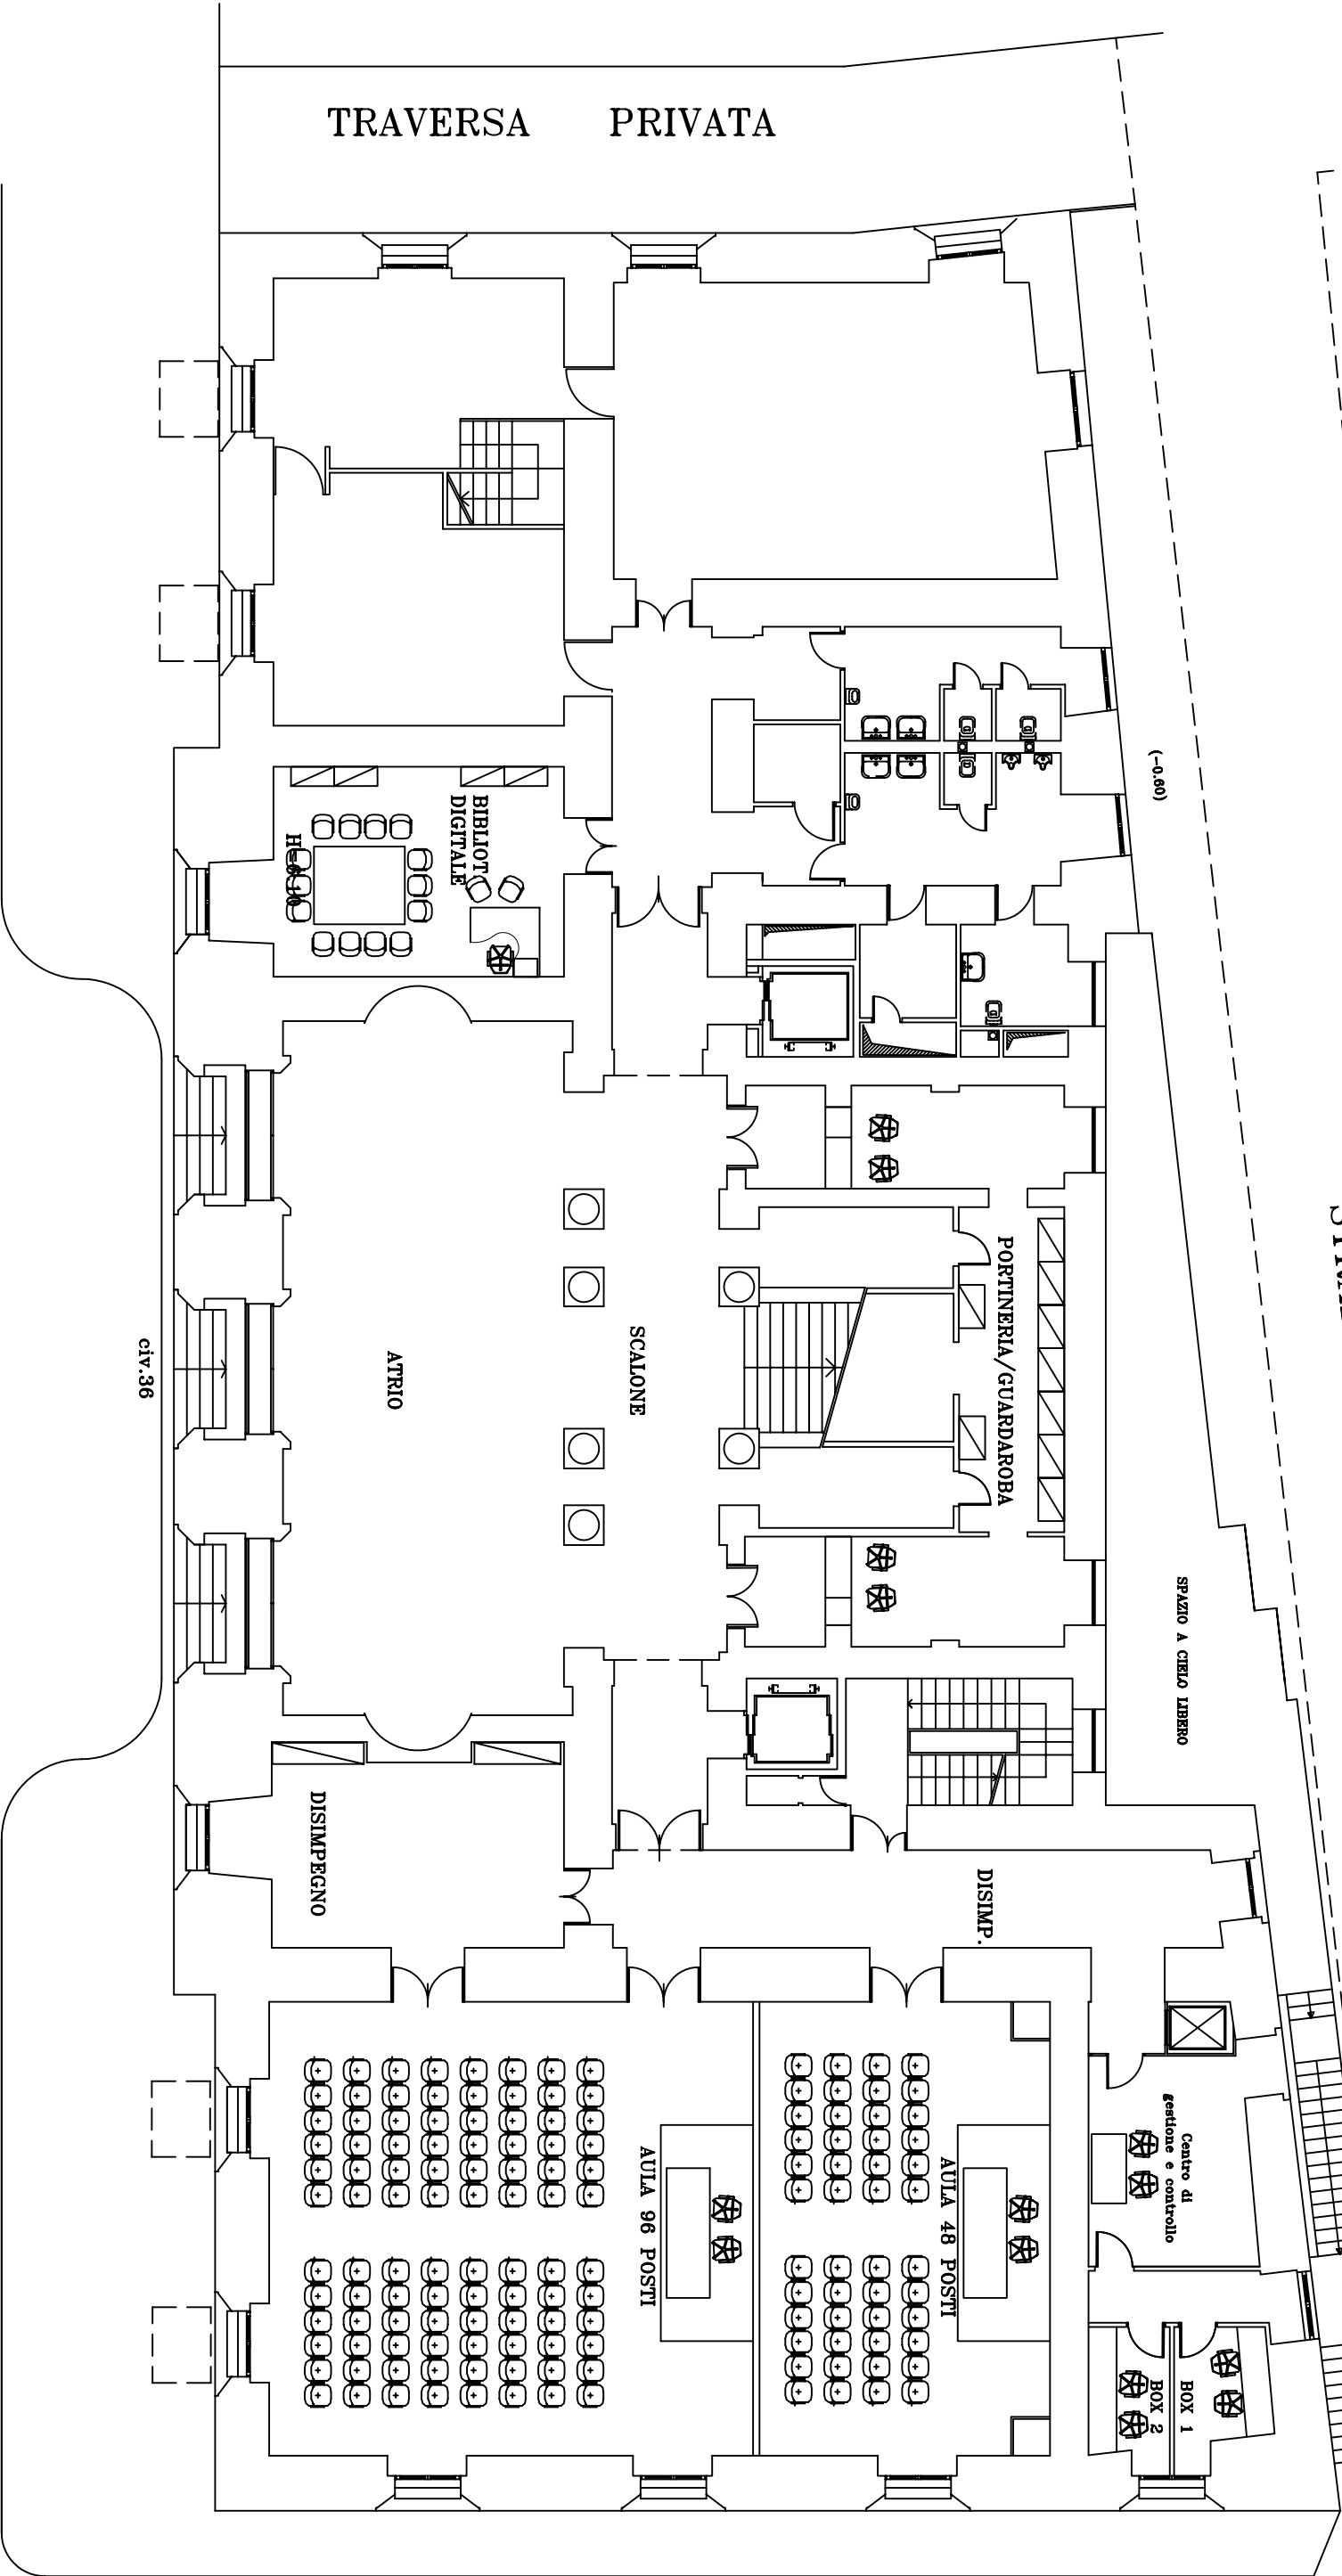 TRAVERSA PRIVATA
(-0.60)
BIBLIOT
DIGITALE
PORTINERIA/GUARDAROBA
SCALONE
ATRIO
civ.36
SPAZIO A CIELO LIBERO
DISIMPEGNO
DISIMP.
Centro di
gestione e controllo
AULA 96 POSTI
AULA 48 POSTI
BOX 1
BOX 2